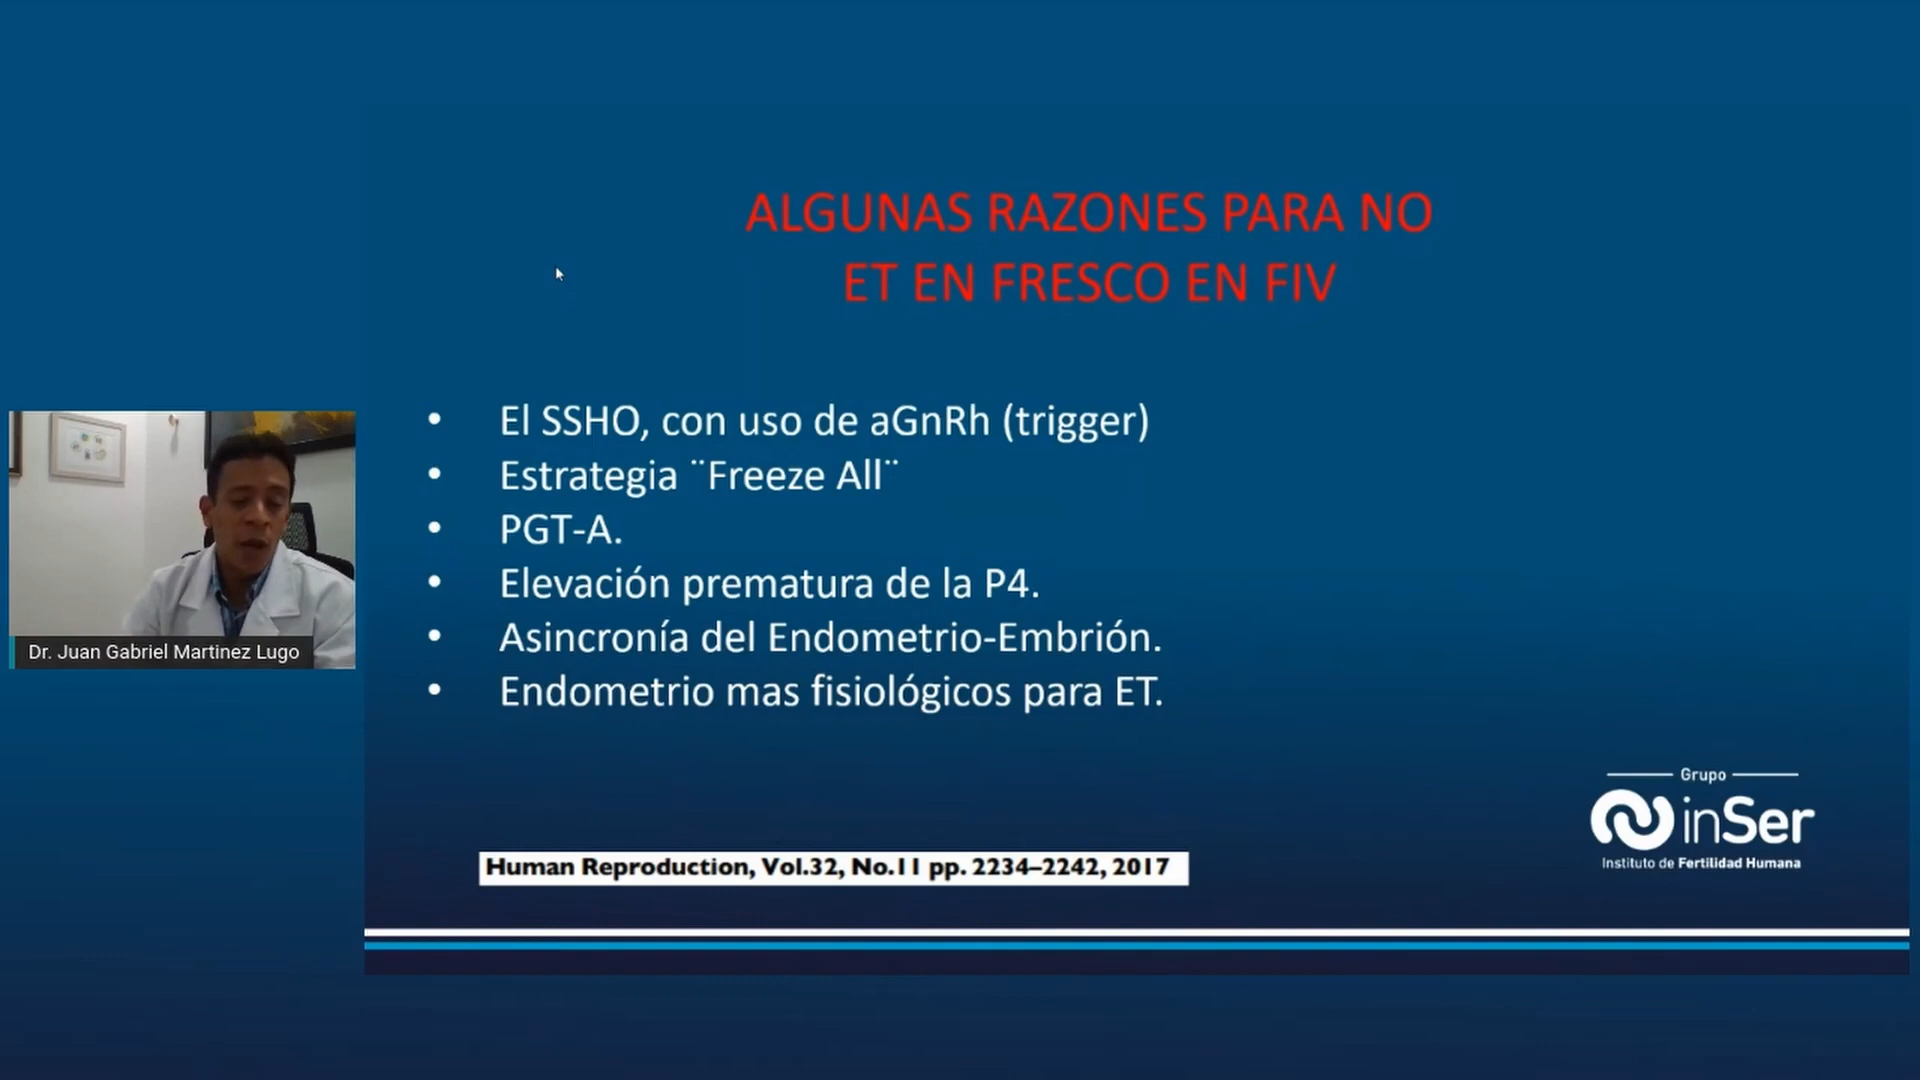 ALGUNAS RAZONES PARA NO
ET EN FRESCO EN FIV
• El SSHO, con uso de aGnRh (trigger)
• Estrategia ¨Freeze All¨
• PGT-A.
• Elevación prematura de la P4.
• Asincronía del Endometrio-Embrión.
• Endometrio mas fisiológicos para ET.
Dr. Juan Gabriel Martinez Lugo
Human Reproduction, Vol.32, No.11 pp. 2234–2242, 2017
Grupo
inSer
Instituto de Fertilidad Humana